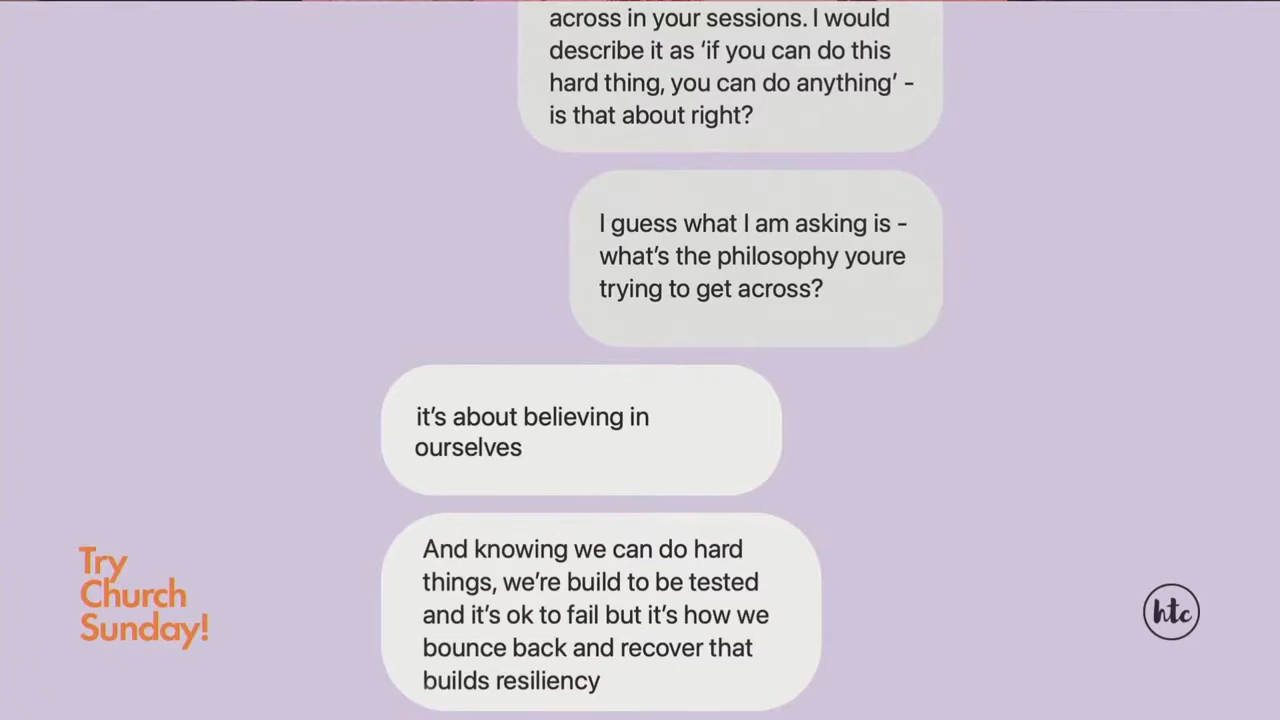 across in your sessions. I would
describe it as ‘if you can do this
hard thing, you can do anything’ -
is that about right?
I guess what I am asking is -
what’s the philosophy youre
trying to get across?
it’s about believing in
ourselves
And knowing we can do hard
things, we’re build to be tested
and it’s ok to fail but it’s how we
bounce back and recover that
builds resiliency
Try
Church
Sunday!
htc